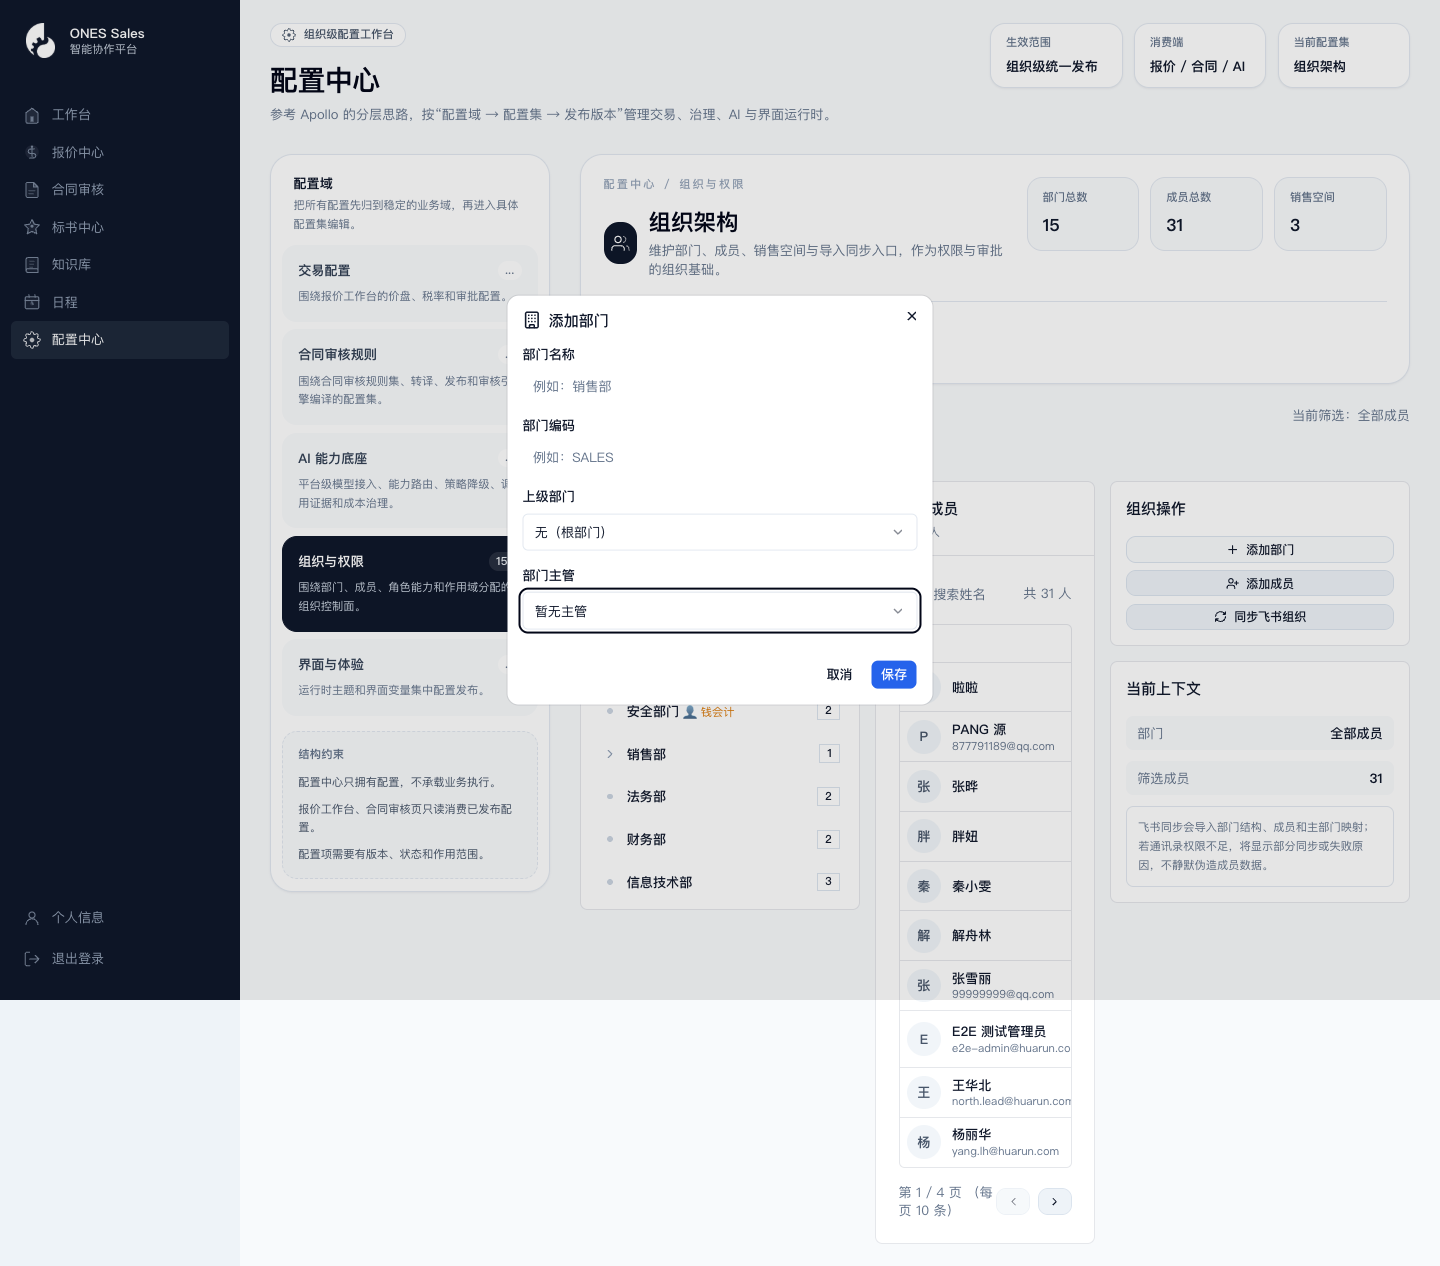 ONES Sales
智能协作平台
工作台
报价中心
合同审核
标书中心
知识库
日程
配置中心
个人信息
退出登录
组织级配置工作台
配置中心
参考 Apollo 的分层思路，按“配置域 → 配置集 → 发布版本”管理交易、治理、AI 与界面运行时。
生效范围
组织级统一发布
消费端
报价 / 合同 / AI
当前配置集
组织架构
配置域
把所有配置先归到稳定的业务域，再进入具体
配置集编辑。
交易配置
...
围绕报价工作台的价盘、税率和审批配置。
合同审核规则
围绕合同审核规则集、转译、发布和审核引
擎编译的配置集。
AI 能力底座
平台级模型接入、能力路由、策略降级、调
用证据和成本治理。
组织与权限
15
围绕部门、成员、角色能力和作用域分配的
组织控制面。
界面与体验
运行时主题和界面变量集中配置发布。
结构约束
配置中心只拥有配置，不承载业务执行。
报价工作台、合同审核页只读消费已发布配
置。
配置项需要有版本、状态和作用范围。
配置中心 / 组织与权限
组织架构
维护部门、成员、销售空间与导入同步入口，作为权限与审批
的组织基础。
部门总数
15
成员总数
31
销售空间
3
当前筛选：全部成员
添加部门
部门名称
例如：销售部
部门编码
例如：SALES
上级部门
无（根部门）
部门主管
暂无主管
取消
保存
安全部门 👤 钱会计
2
销售部
1
法务部
2
财务部
2
信息技术部
3
成员
人
搜索姓名
共 31 人
啦啦
P
PANG 源
877791189@qq.com
张
张晔
胖
胖妞
秦
秦小雯
解
解舟林
张
张雪丽
99999999@qq.com
E
E2E 测试管理员
e2e-admin@huarun.co
王
王华北
north.lead@huarun.com
杨
杨丽华
yang.lh@huarun.com
第 1 / 4 页 （每
页 10 条）
组织操作
添加部门
添加成员
同步飞书组织
当前上下文
部门
全部成员
筛选成员
31
飞书同步会导入部门结构、成员和主部门映射；
若通讯录权限不足，将显示部分同步或失败原
因，不静默伪造成员数据。